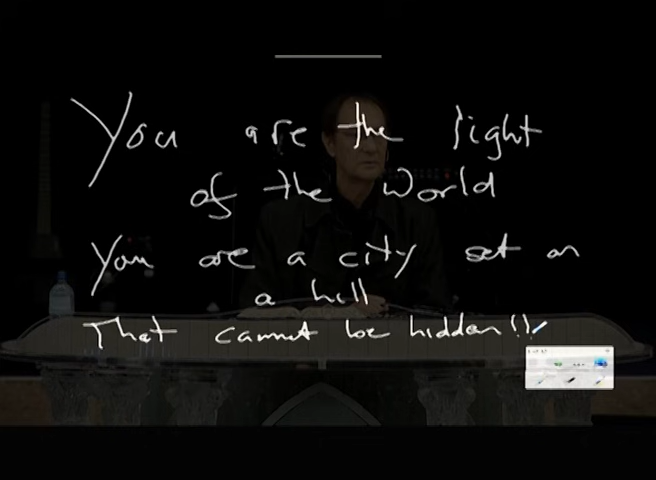 You are the light
of the world
You are a city set on
a hill
That cannot be hidden!!